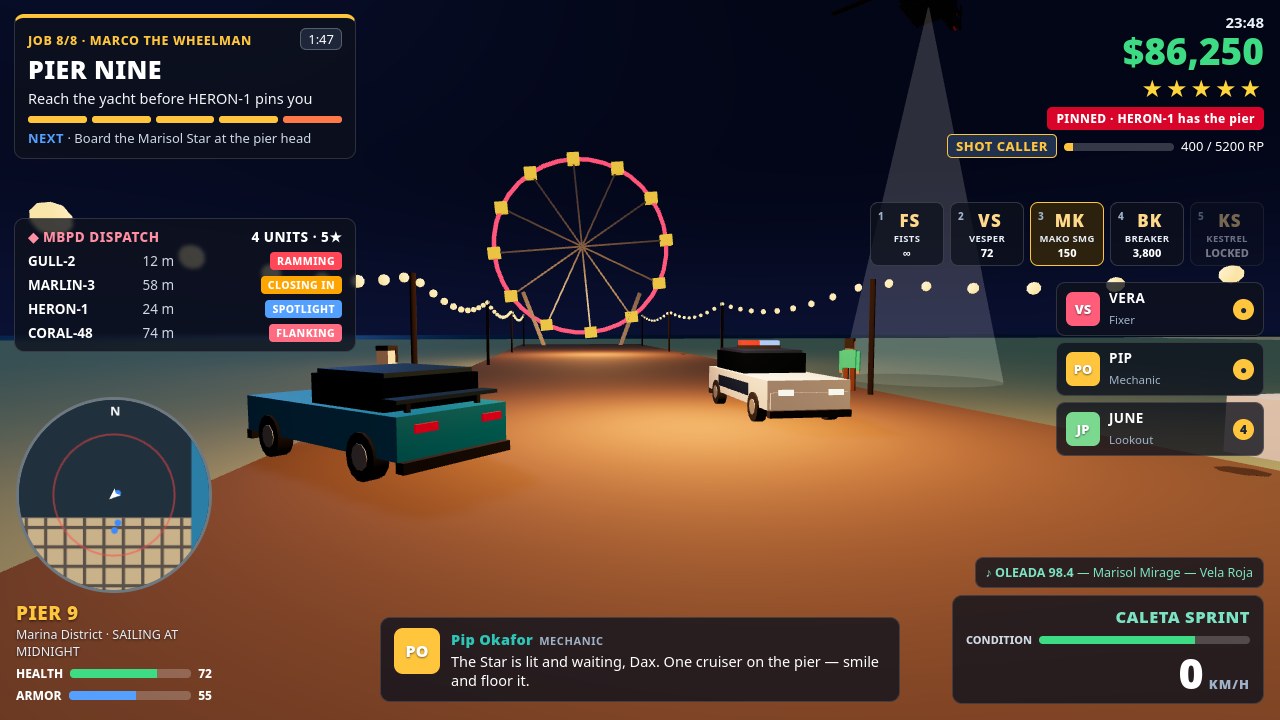 JOB 8/8 · MARCO THE WHEELMAN
1:47
PIER NINE
Reach the yacht before HERON-1 pins you
NEXT · Board the Marisol Star at the pier head
23:48
$86,250
★★★★★
PINNED · HERON-1 has the pier
SHOT CALLER
400 / 5200 RP
◆ MBPD DISPATCH
4 UNITS · 5★
GULL-2 12 m RAMMING
MARLIN-3 58 m CLOSING IN
HERON-1 24 m SPOTLIGHT
CORAL-48 74 m FLANKING
1 FS
FISTS
∞
2 VS
VESPER
72
3 MK
MAKO SMG
150
4 BK
BREAKER
3,800
5 KS
KESTREL
LOCKED
VS
VERA
Fixer
PO
PIP
Mechanic
JP
JUNE
Lookout
4
N
PIER 9
Marina District · SAILING AT
MIDNIGHT
HEALTH 72
ARMOR 55
PO
Pip Okafor MECHANIC
The Star is lit and waiting, Dax. One cruiser on the pier — smile
and floor it.
♪ OLEADA 98.4 — Marisol Mirage — Vela Roja
CALETA SPRINT
CONDITION
0 KM/H